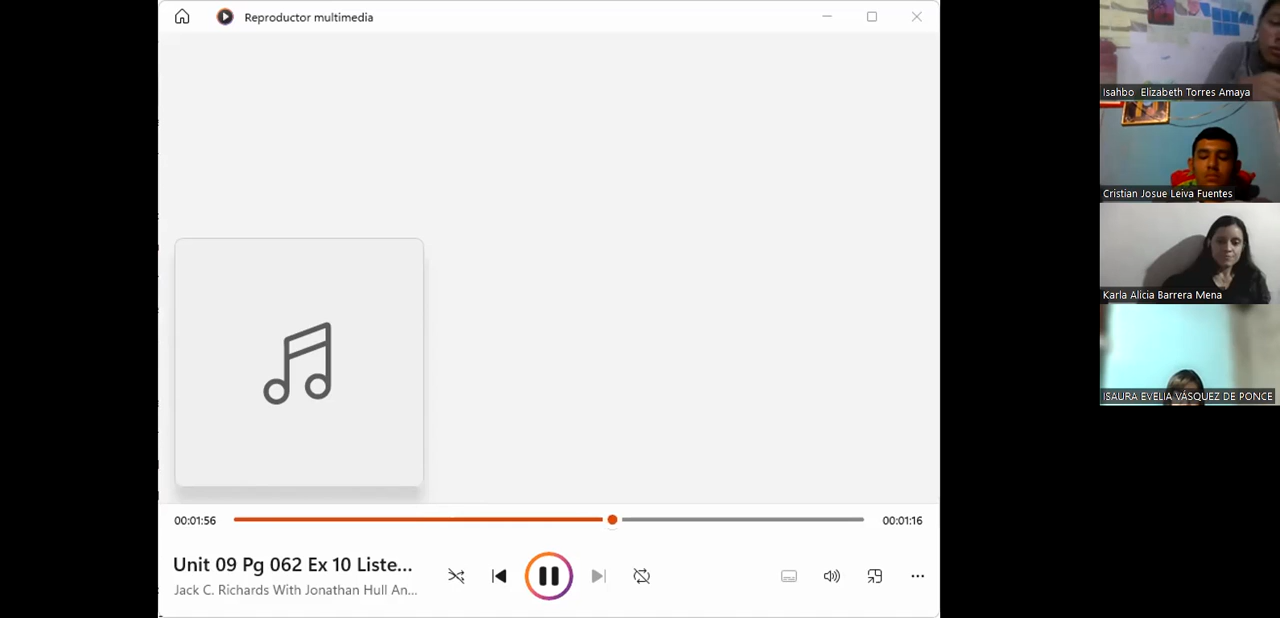 Reproductor multimedia
00:01:56
00:01:16
Unit 09 Pg 062 Ex 10 Liste...
Jack C. Richards With Jonathan Hull An...
Isahbo Elizabeth Torres Amaya
Cristian Josue Leiva Fuentes
Karla Alicia Barrera Mena
ISAURA EVELIA VÁSQUEZ DE PONCE